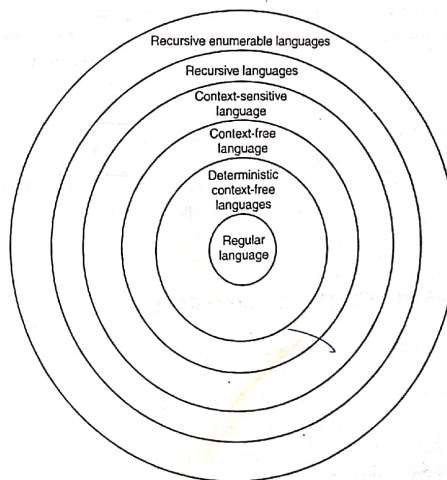 Recursive enumerable languages
Recursive languages
Context-sensitive
language
Context-free
language
Deterministic
context-free
languages
Regular
language